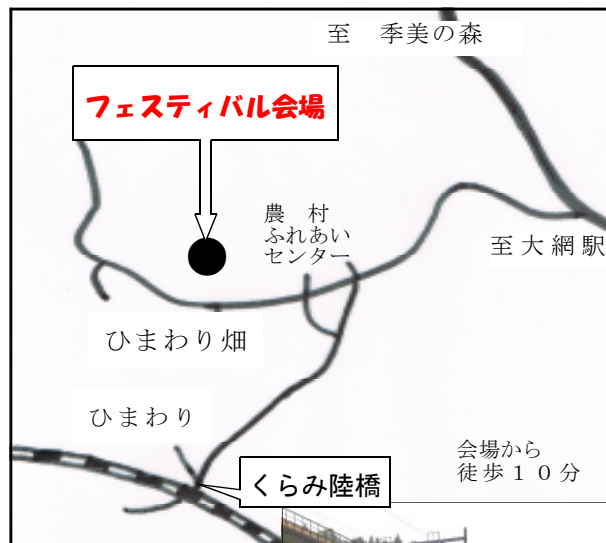 至　季美の森
フェスティバル会場
農　村
ふれあい
センター
至大網駅
ひまわり畑
ひまわり
会場から
徒歩１０分
くらみ陸橋